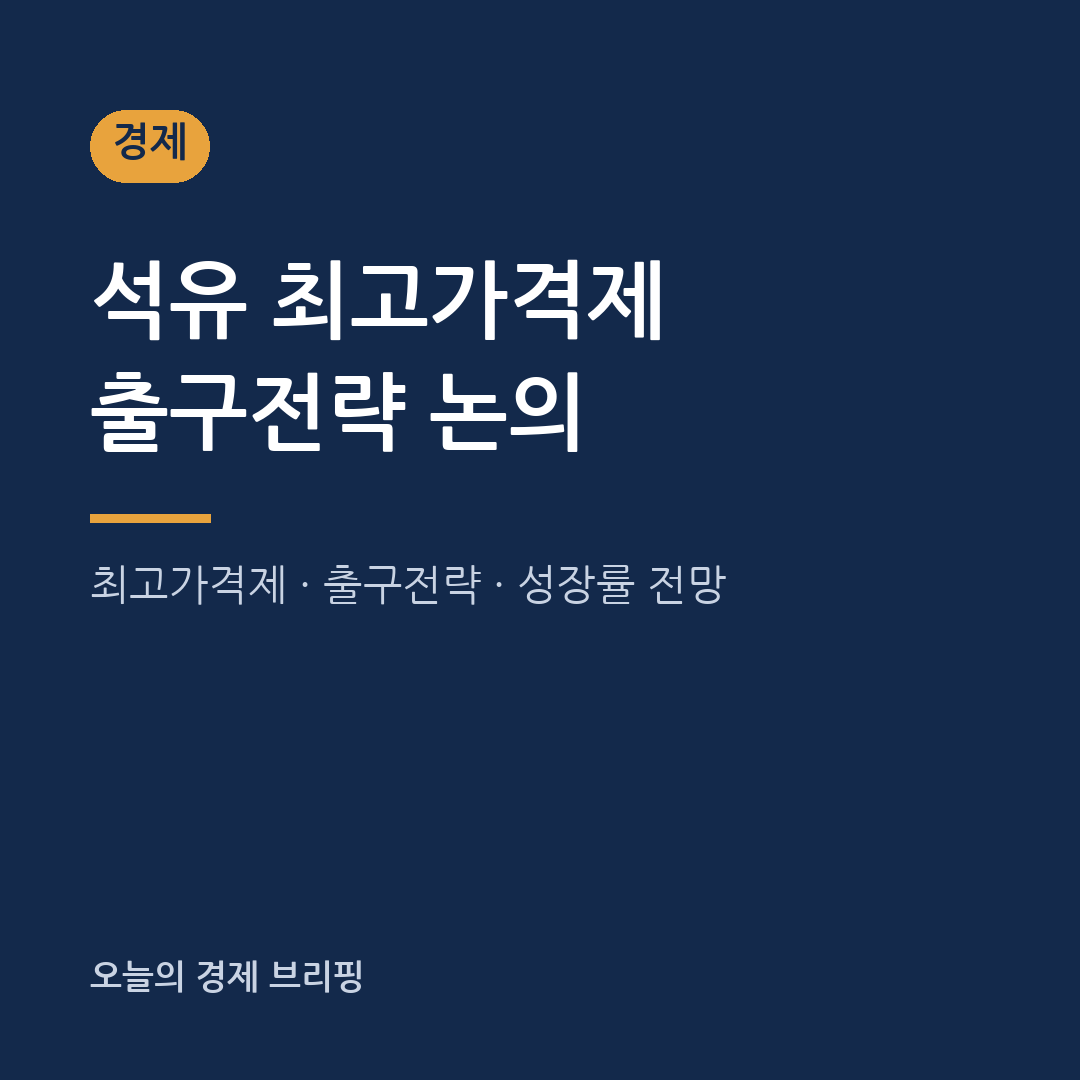 경제
석유 최고가격제
출구전략 논의
최고가격제 · 출구전략 · 성장률 전망
오늘의 경제 브리핑